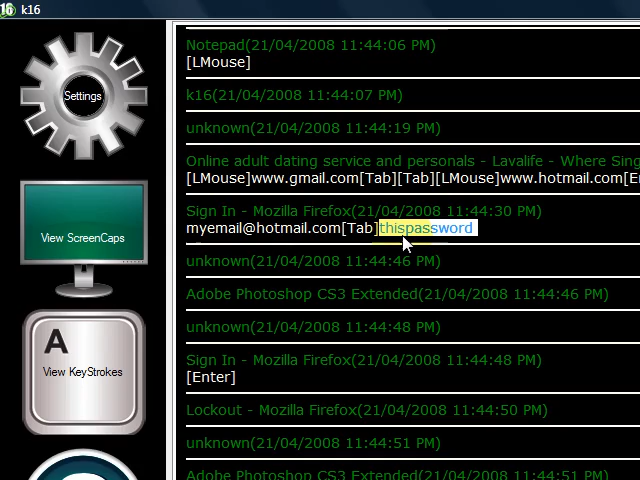 k16
Settings
View ScreenCaps
A
View KeyStrokes
Notepad(21/04/2008 11:44:06 PM)
[LMouse]
k16(21/04/2008 11:44:07 PM)
unknown(21/04/2008 11:44:19 PM)
Online adult dating service and personals - Lavalife - Where Sing
[LMouse]www.gmail.com[Tab][Tab][LMouse]www.hotmail.com[E
Sign In - Mozilla Firefox(21/04/2008 11:44:30 PM)
myemail@hotmail.com[Tab]thispassword
unknown(21/04/2008 11:44:46 PM)
Adobe Photoshop CS3 Extended(21/04/2008 11:44:46 PM)
unknown(21/04/2008 11:44:48 PM)
Sign In - Mozilla Firefox(21/04/2008 11:44:48 PM)
[Enter]
Lockout - Mozilla Firefox(21/04/2008 11:44:50 PM)
unknown(21/04/2008 11:44:51 PM)
Adobe Photoshop CS3 Extended(21/04/2008 11:44:51 PM)